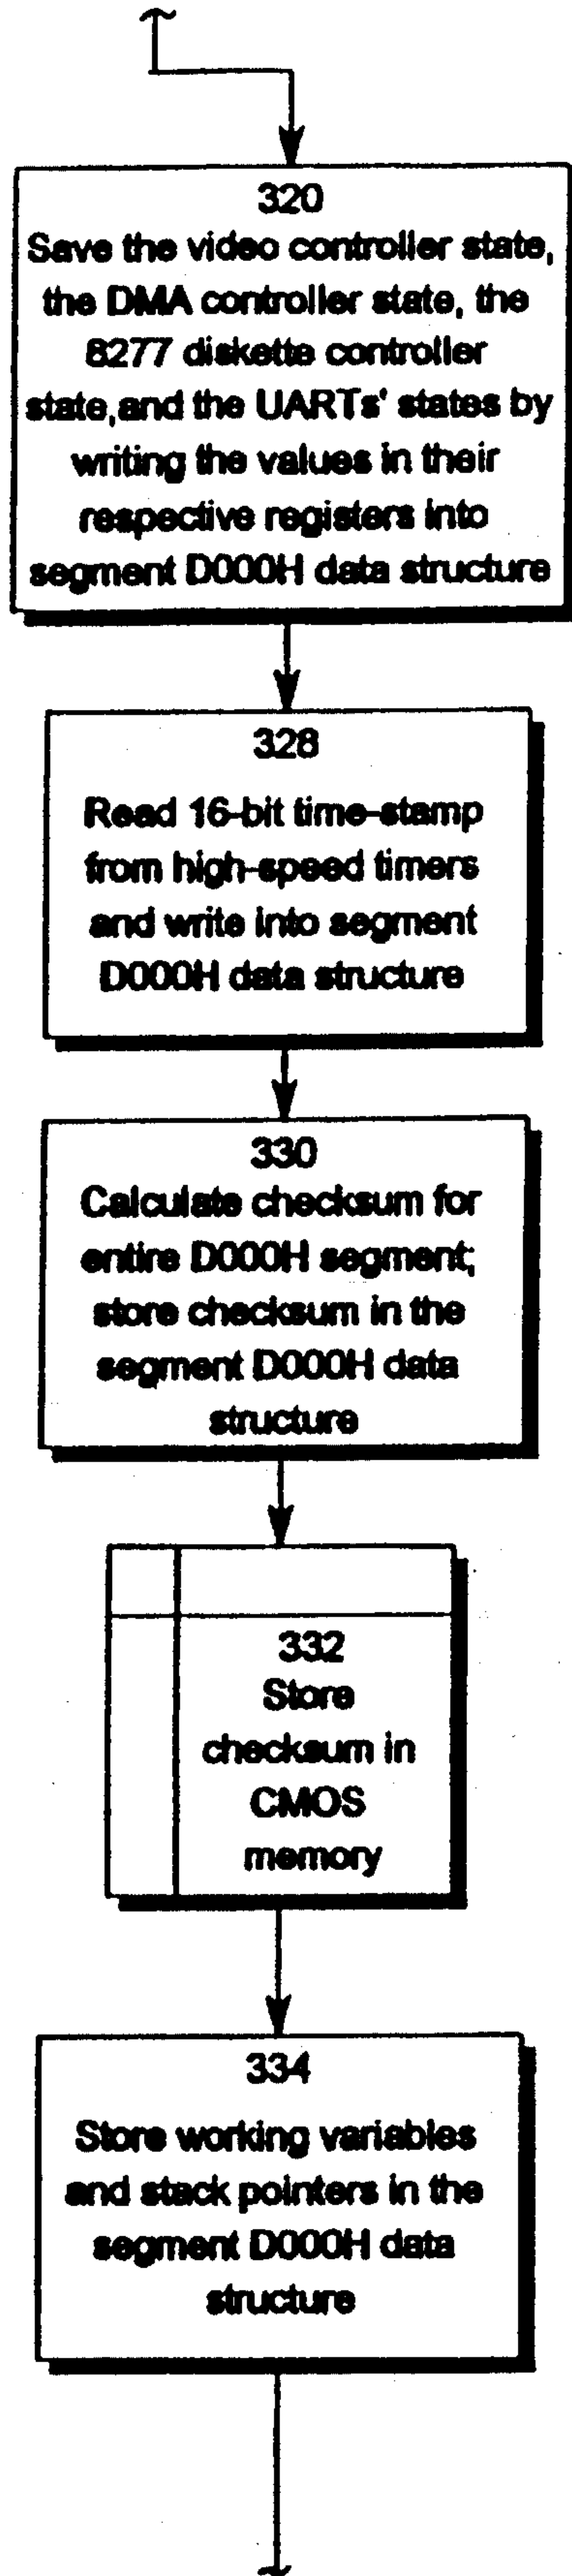 320
Save the video controller state,
the DMA controller state, the
8277 diskette controller
state,and the UARTs' states by
writing the values in their
respective registers into
segment D000H data structure
328
Read 16-bit time-stamp
from high-speed timers
and write into segment
D000H data structure
330
Calculate checksum for
entire D000H segment;
store checksum in the
segment D000H data
structure
332
Store
checksum in
CMOS
memory
334
Store working variables
and stack pointers in the
segment D000H data
structure